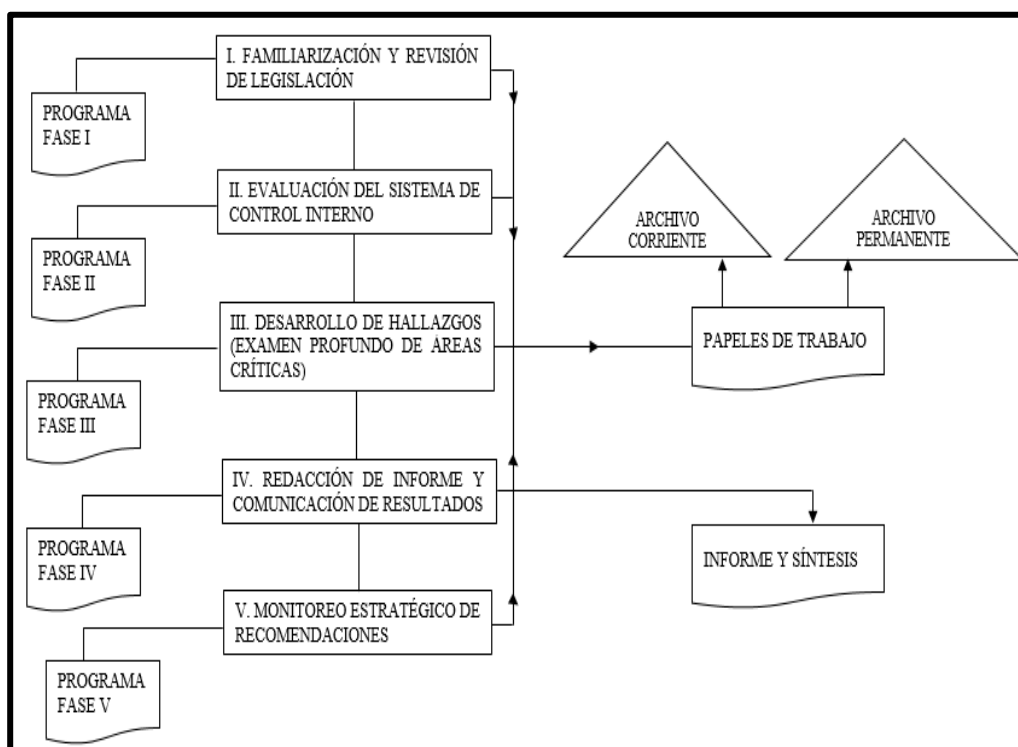 I. FAMILIARIZACIÓN Y REVISIÓN
DE LEGISLACIÓN
PROGRAMA
FASE I
II. EVALUACIÓN DEL SISTEMA DE
CONTROL INTERNO
PROGRAMA
FASE II
ARCHIVO
CORRIENTE
ARCHIVO
PERMANENTE
III. DESARROLLO DE HALLAZGOS
(EXAMEN PROFUNDO DE ÁREAS
CRÍTICAS)
PAPELES DE TRABAJO
PROGRAMA
FASE III
IV. REDACCIÓN DE INFORME Y
COMUNICACIÓN DE RESULTADOS
PROGRAMA
FASE IV
INFORME Y SÍNTESIS
V. MONITOREO ESTRATÉGICO DE
RECOMENDACIONES
PROGRAMA
FASE V